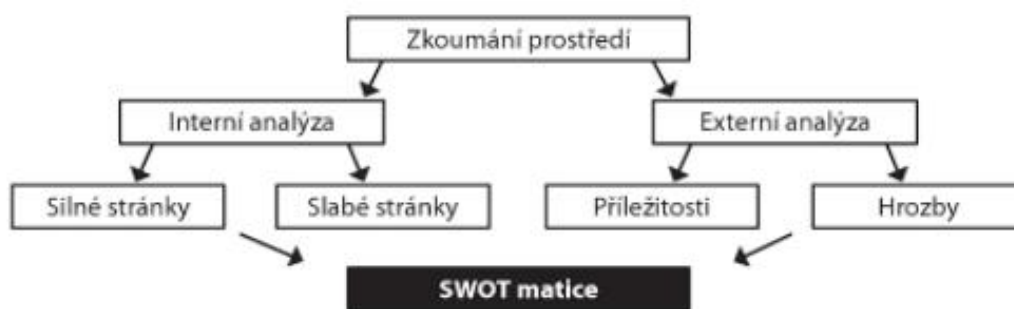 Zkoumání prostředí
Interní analýza
Externí analýza
Silné stránky
Slabé stránky
Příležitosti
Hrozby
SWOT matice